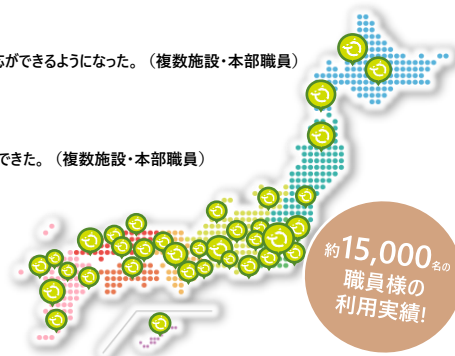 ができるようになった。（複数施設・本部職員）
できた。（複数施設・本部職員）
約15,000名の
職員様の
利用実績!